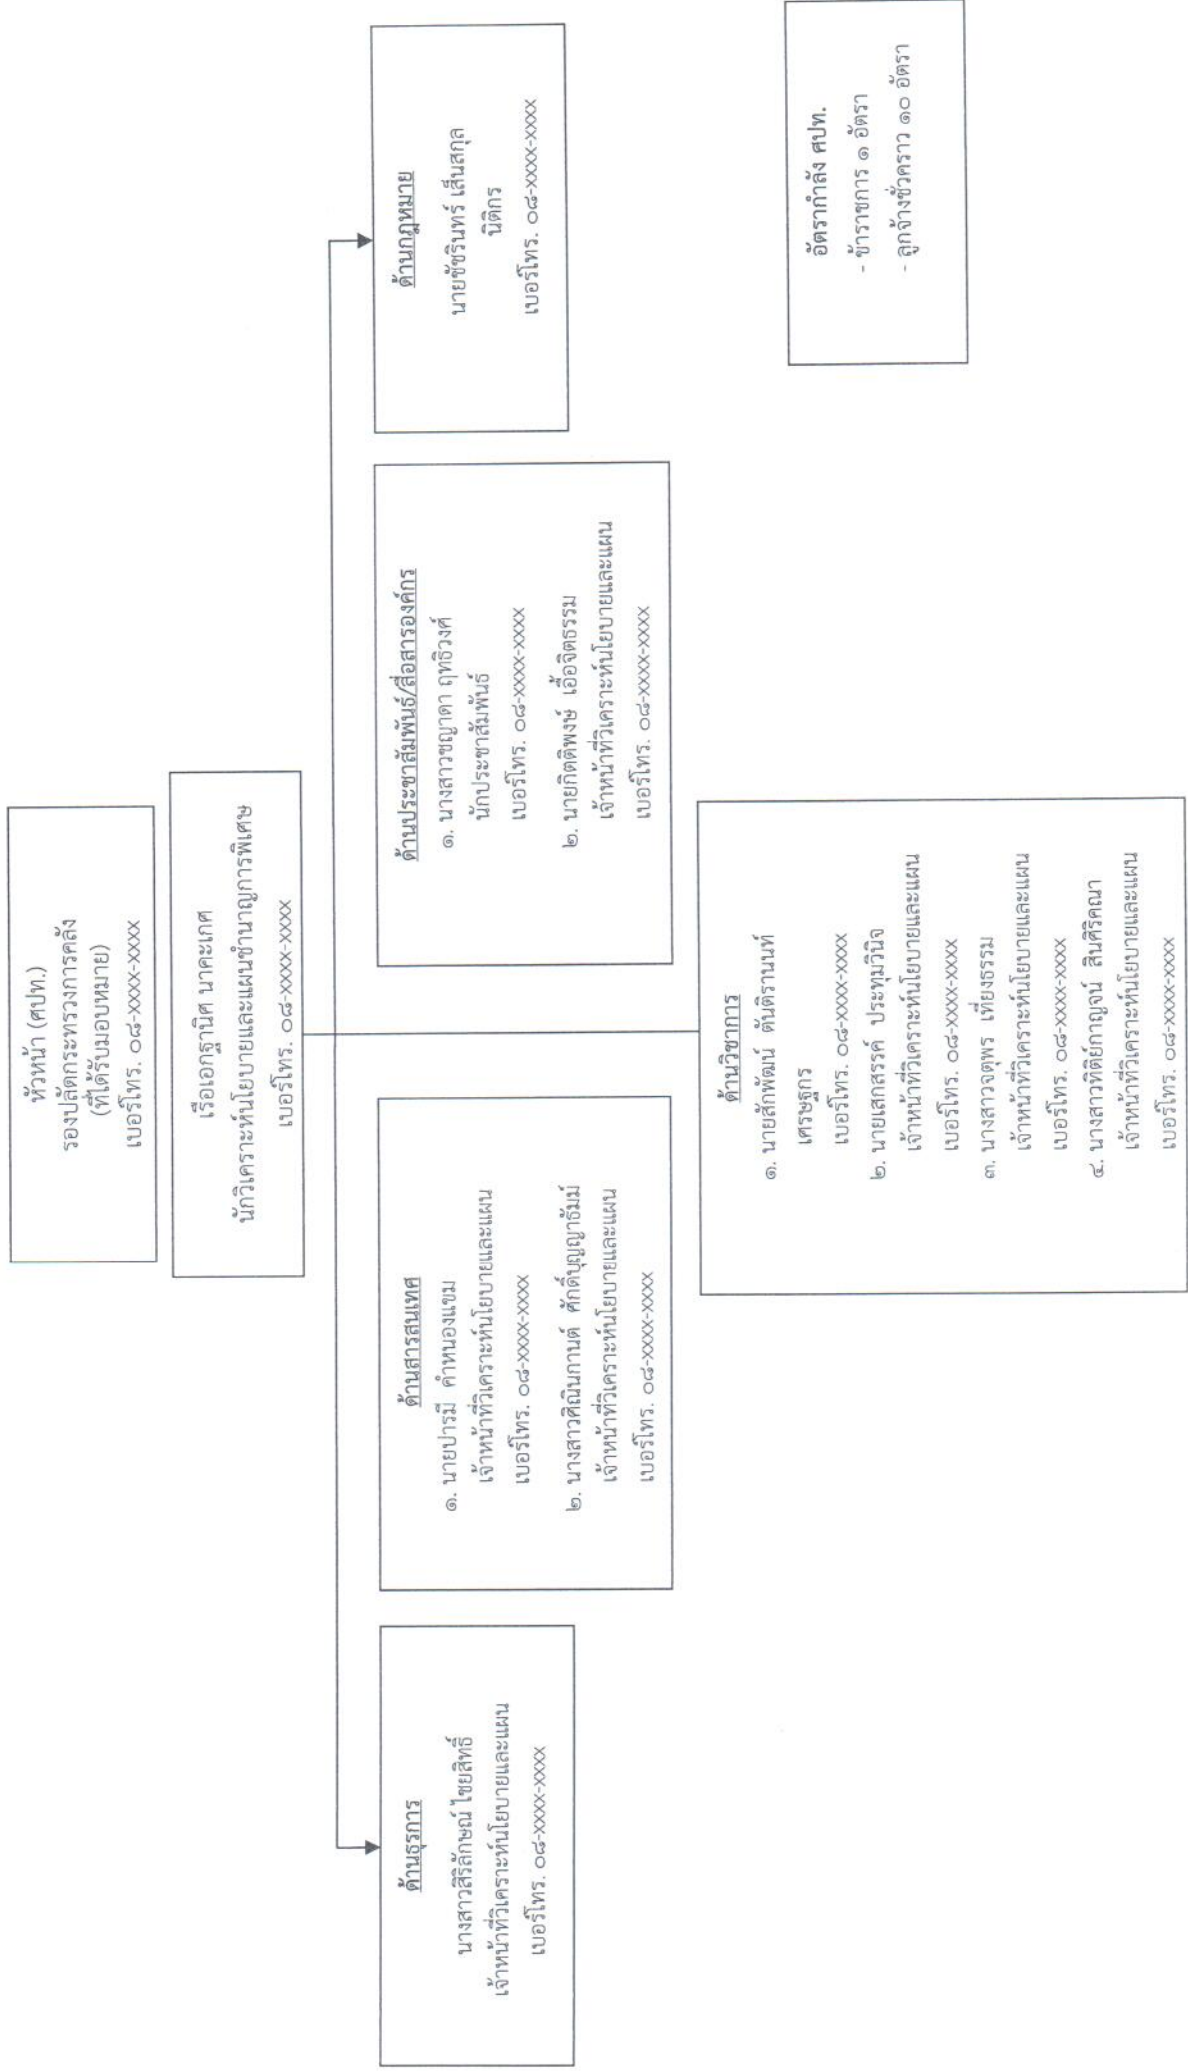 หัวหน้า (ศปท.)
รองปลัดกระทรวงการคลัง
(ที่ได้รับมอบหมาย)
เบอร์โทร. ๐๘-xxxx-xxxx
เรือเอกฐานิศ นาคะเกศ
นักวิเคราะห์นโยบายและแผนชำนาญการพิเศษ
เบอร์โทร. ๐๘-xxxx-xxxx
ด้านธุรการ
นางสาวสิริลักษณ์ ไชยสิทธิ์
เจ้าหน้าที่วิเคราะห์นโยบายและแผน
เบอร์โทร. ๐๘-xxxx-xxxx
ด้านสารสนเทศ
๑. นายปารมี คำหนองแขม
เจ้าหน้าที่วิเคราะห์นโยบายและแผน
เบอร์โทร. ๐๘-xxxx-xxxx
๒. นางสาวศินินกานต์ ศักดิ์บุญญารัมม์
เจ้าหน้าที่วิเคราะห์นโยบายและแผน
เบอร์โทร. ๐๘-xxxx-xxxx
ด้านประชาสัมพันธ์/สื่อสารองค์กร
๑. นางสาวชญาดา ฤทธิวงศ์
นักประชาสัมพันธ์
เบอร์โทร. ๐๘-xxxx-xxxx
๒. นายกิตติพงษ์ เอื้อจิตธรรม
เจ้าหน้าที่วิเคราะห์นโยบายและแผน
เบอร์โทร. ๐๘-xxxx-xxxx
ด้านกฎหมาย
นายชัชรินทร์ เส็นสกุล
นิติกร
เบอร์โทร. ๐๘-xxxx-xxxx
ด้านวิชาการ
๑. นายสักพัฒน์ ตันติรานนท์
เศรษฐกร
เบอร์โทร. ๐๘-xxxx-xxxx
๒. นายเสกสรรค์ ประทุมวินิจ
เจ้าหน้าที่วิเคราะห์นโยบายและแผน
เบอร์โทร. ๐๘-xxxx-xxxx
๓. นางสาวจตุพร เที่ยงธรรม
เจ้าหน้าที่วิเคราะห์นโยบายและแผน
เบอร์โทร. ๐๘-xxxx-xxxx
๔. นางสาวทิติย์กาญจน์ สินศิริคณา
เจ้าหน้าที่วิเคราะห์นโยบายและแผน
เบอร์โทร. ๐๘-xxxx-xxxx
อัตรากำลัง ศปท.
- ข้าราชการ ๑ อัตรา
- ลูกจ้างชั่วคราว ๑๐ อัตรา